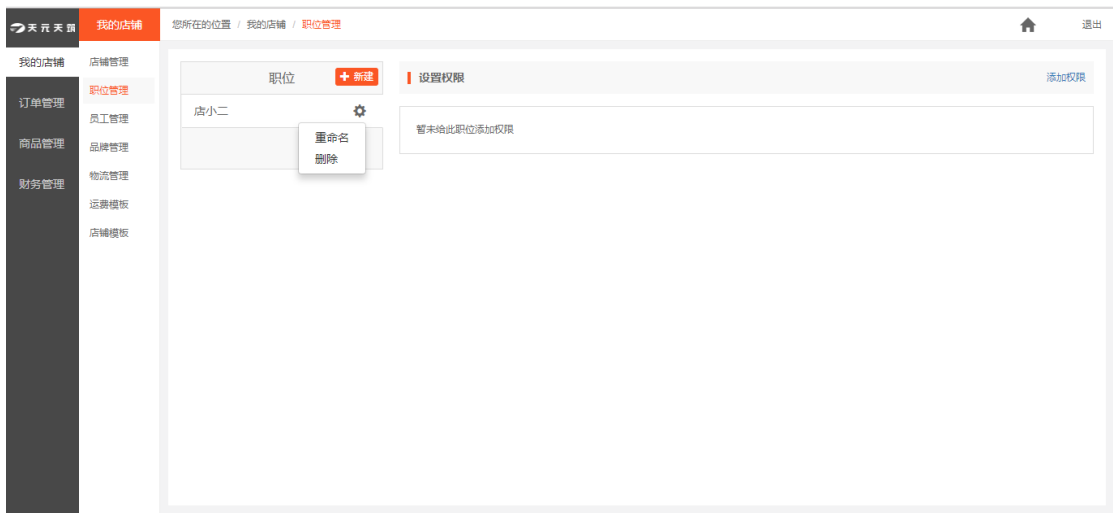 天元天筑
我的店铺
您所在的位置 / 我的店铺 / 职位管理
退出
我的店铺
订单管理
商品管理
财务管理
店铺管理
职位管理
员工管理
品牌管理
物流管理
运费模板
店铺模板
职位
新建
店小二
重命名
删除
设置权限
添加权限
暂未给此职位添加权限